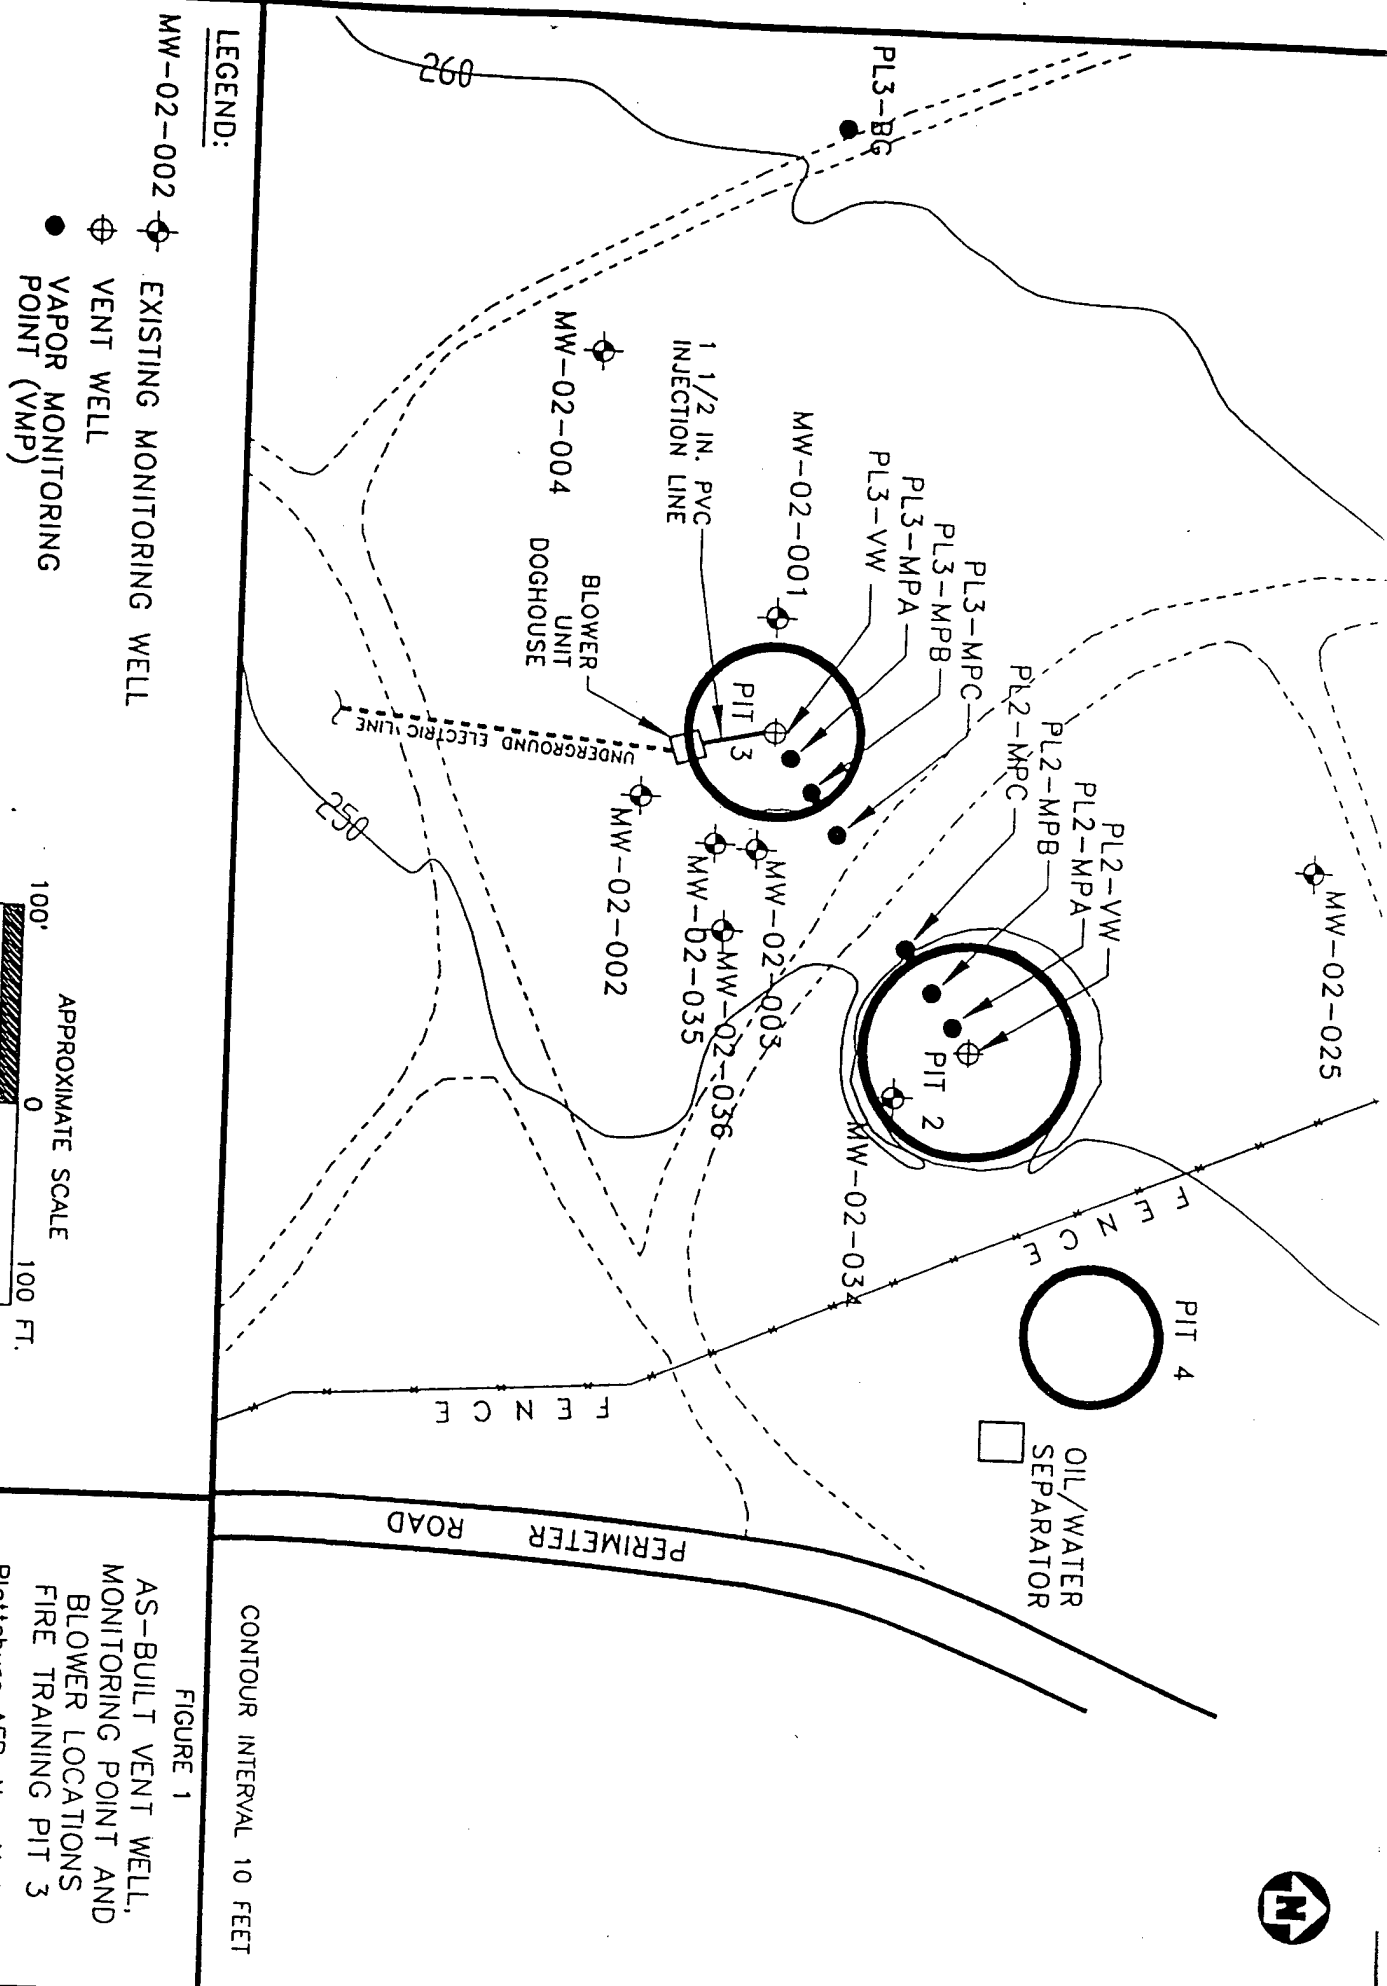 PL3-BG
260
MW-02-004
1 1/2 IN. PVC
INJECTION LINE
MW-02-001
PL3-VW
PL3-MPA
PL3-MPB
PL3-MPC
PL2-MPC
PL2-MPB
PL2-MPA
PL2-VW
MW-02-025
BLOWER
UNIT
DOGHOUSE
PIT 3
UNDERGROUND ELECTRIC LINE
250
MW-02-002
MW-02-035
MW-02-003
MW-02-036
PIT 2
MW-02-034
FENCE
PIT 4
OIL/WATER
SEPARATOR
FENCE
PERIMETER ROAD
N
CONTOUR INTERVAL 10 FEET
LEGEND:
MW-02-002 EXISTING MONITORING WELL
VENT WELL
VAPOR MONITORING
POINT (VMP)
100' 0 100 FT.
APPROXIMATE SCALE
FIGURE 1
AS-BUILT VENT WELL,
MONITORING POINT AND
BLOWER LOCATIONS
FIRE TRAINING PIT 3